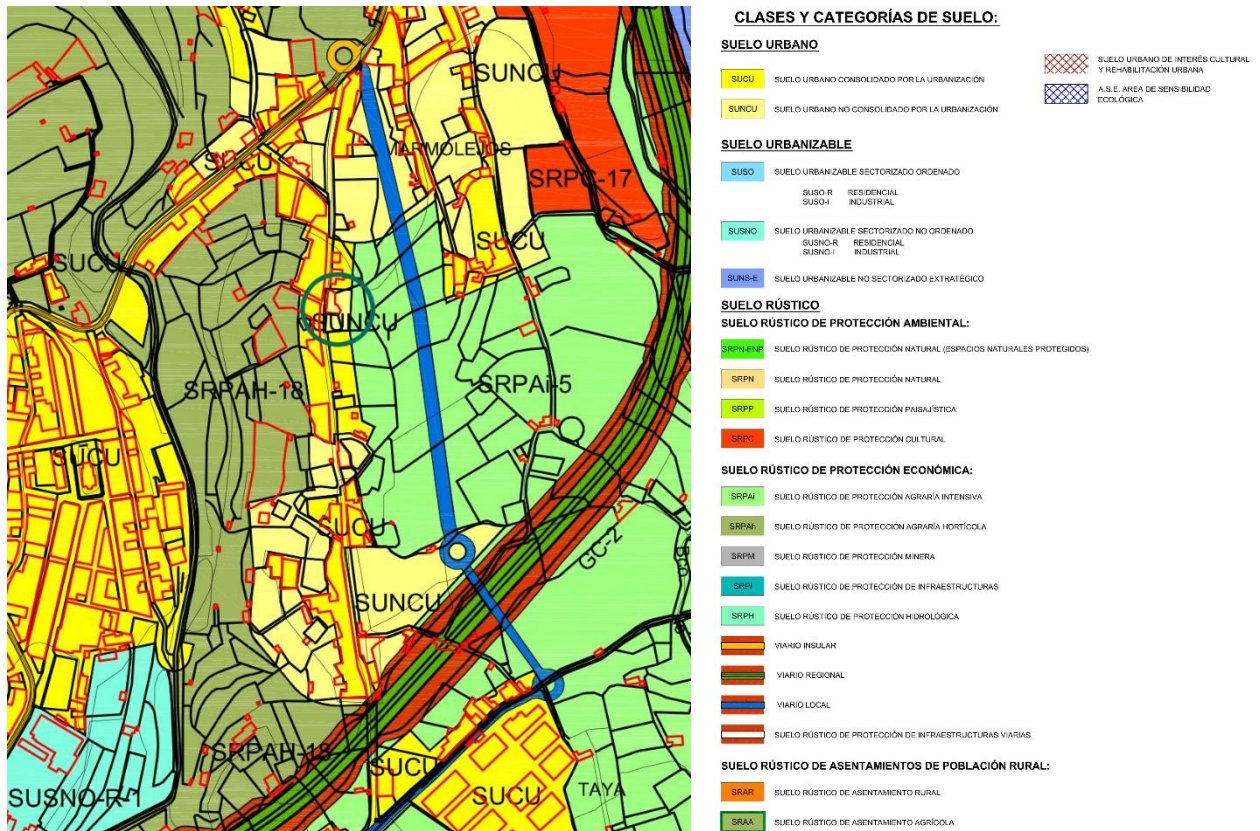 SUNCU
MARMOLEJOS
SUCU
SRPC-17
SUCU
SUCU
SUNCU
SRPAH-18
SRPAi-5
SUCU
SUCU
GC-2
SUNCU
SRPAH-18
SUCU
SUSNO-R-1
SUCU
TAYA
CLASES Y CATEGORÍAS DE SUELO:
SUELO URBANO
SUCU SUELO URBANO CONSOLIDADO POR LA URBANIZACIÓN
SUNCU SUELO URBANO NO CONSOLIDADO POR LA URBANIZACIÓN
SUELO URBANO DE INTERÉS CULTURAL
Y REHABILITACIÓN URBANA
A.S.E. AREA DE SENSIBILIDAD
ECOLÓGICA
SUELO URBANIZABLE
SUSO SUELO URBANIZABLE SECTORIZADO ORDENADO
SUSO-R RESIDENCIAL
SUSO-I INDUSTRIAL
SUSNO SUELO URBANIZABLE SECTORIZADO NO ORDENADO
SUSNO-R RESIDENCIAL
SUSNO-I INDUSTRIAL
SUNS-E SUELO URBANIZABLE NO SECTORIZADO EXTRATÉGICO
SUELO RÚSTICO
SUELO RÚSTICO DE PROTECCIÓN AMBIENTAL:
SRPN-ENP SUELO RÚSTICO DE PROTECCIÓN NATURAL (ESPACIOS NATURALES PROTEGIDOS)
SRPN SUELO RÚSTICO DE PROTECCIÓN NATURAL
SRPP SUELO RÚSTICO DE PROTECCIÓN PAISAJÍSTICA
SRPC SUELO RÚSTICO DE PROTECCIÓN CULTURAL
SUELO RÚSTICO DE PROTECCIÓN ECONÓMICA:
SRPAi SUELO RÚSTICO DE PROTECCIÓN AGRARÍA INTENSIVA
SRPAh SUELO RÚSTICO DE PROTECCIÓN AGRARÍA HORTÍCOLA
SRPM SUELO RÚSTICO DE PROTECCIÓN MINERA
SRPI SUELO RÚSTICO DE PROTECCIÓN DE INFRAESTRUCTURAS
SRPH SUELO RÚSTICO DE PROTECCIÓN HIDROLÓGICA
VIARIO INSULAR
VIARIO REGIONAL
VIARIO LOCAL
SUELO RÚSTICO DE PROTECCIÓN DE INFRAESTRUCTURAS VIARIAS
SUELO RÚSTICO DE ASENTAMIENTOS DE POBLACIÓN RURAL:
SRAR SUELO RÚSTICO DE ASENTAMIENTO RURAL
SRAA SUELO RÚSTICO DE ASENTAMIENTO AGRÍCOLA